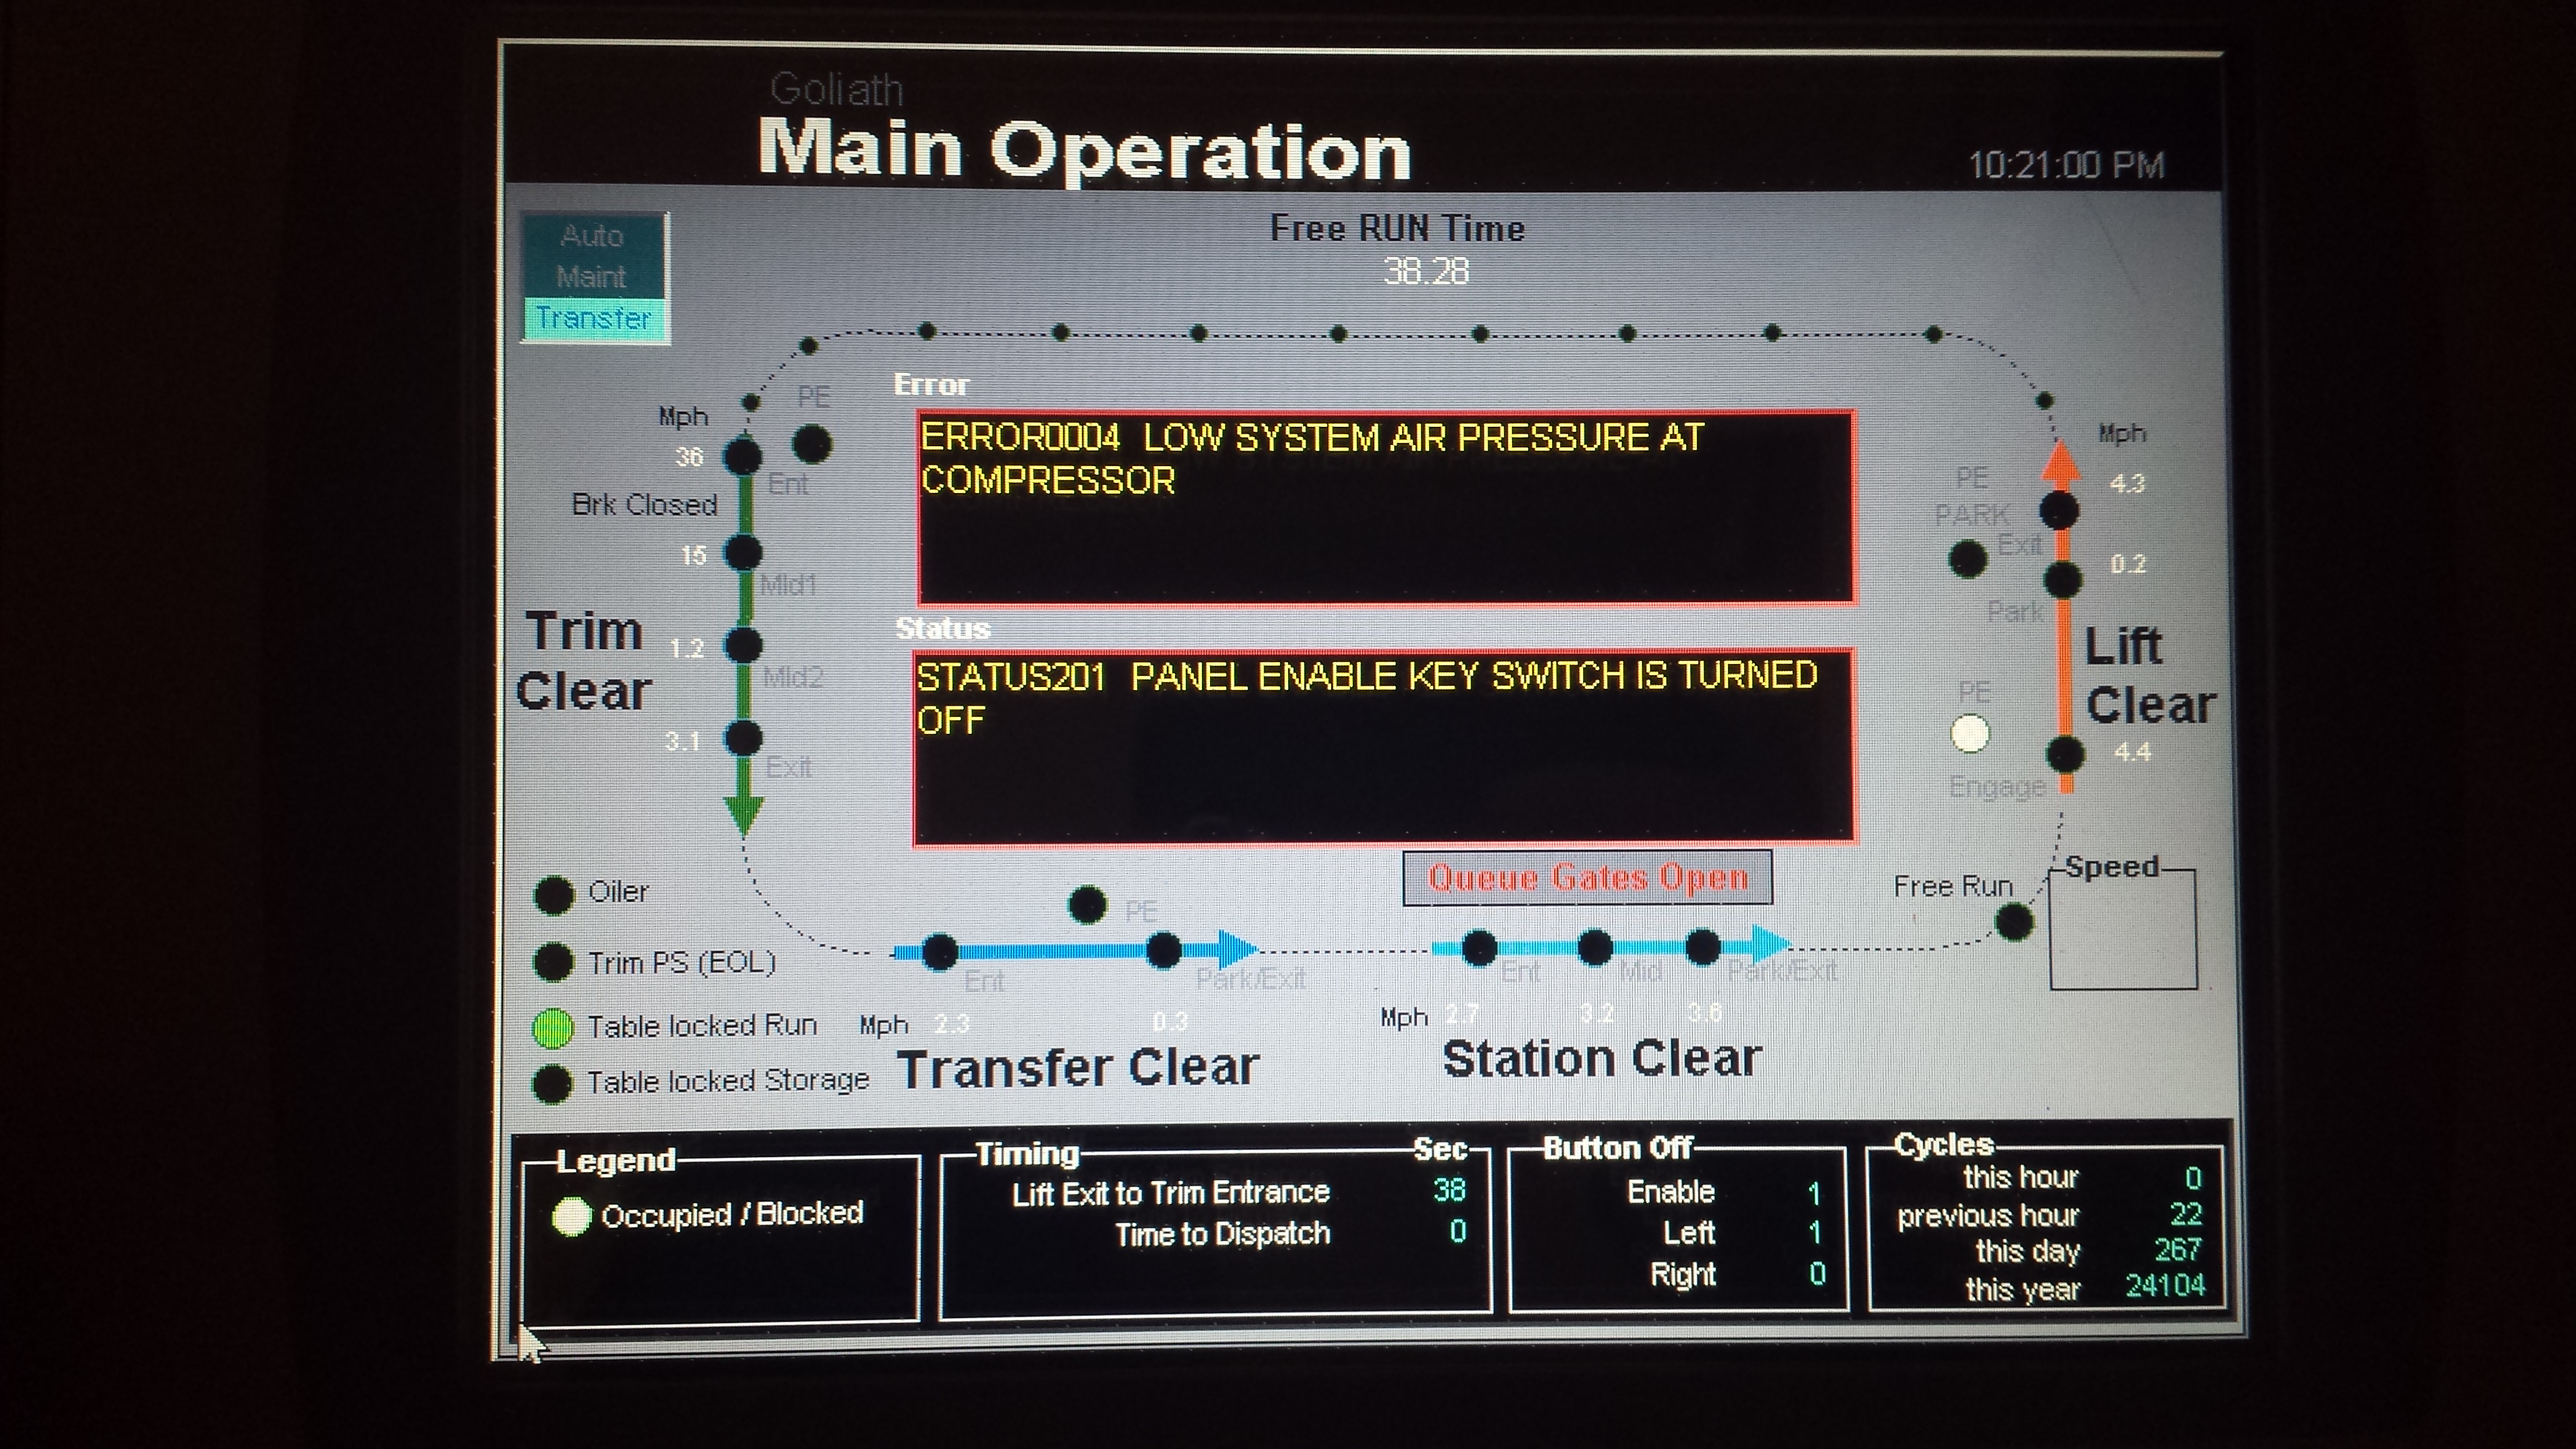 Goliath
Main Operation
10:21:00 PM
Auto
Maint
Transfer
Free RUN Time
38.28
Mph
PE
36
Ent
Brk Closed
15
Mid1
Trim
Clear
1.2
Mid2
3.1
Exit
Error
ERROR0004 LOW SYSTEM AIR PRESSURE AT
COMPRESSOR
Status
STATUS201 PANEL ENABLE KEY SWITCH IS TURNED
OFF
Mph
PE
4.3
PARK
Exit
0.2
Park
Lift
Clear
PE
4.4
Engage
Queue Gates Open
Free Run
Speed
Oiler
Trim PS (EOL)
Table locked Run
Table locked Storage
PE
Ent
Park/Exit
Mph 2.3 0.3
Transfer Clear
Ent
Mid
Park/Exit
Mph 2.7 3.2 3.6
Station Clear
Legend
Occupied / Blocked
Timing Sec
Lift Exit to Trim Entrance 38
Time to Dispatch 0
Button Off
Enable 1
Left 1
Right 0
Cycles
this hour 0
previous hour 22
this day 267
this year 24104